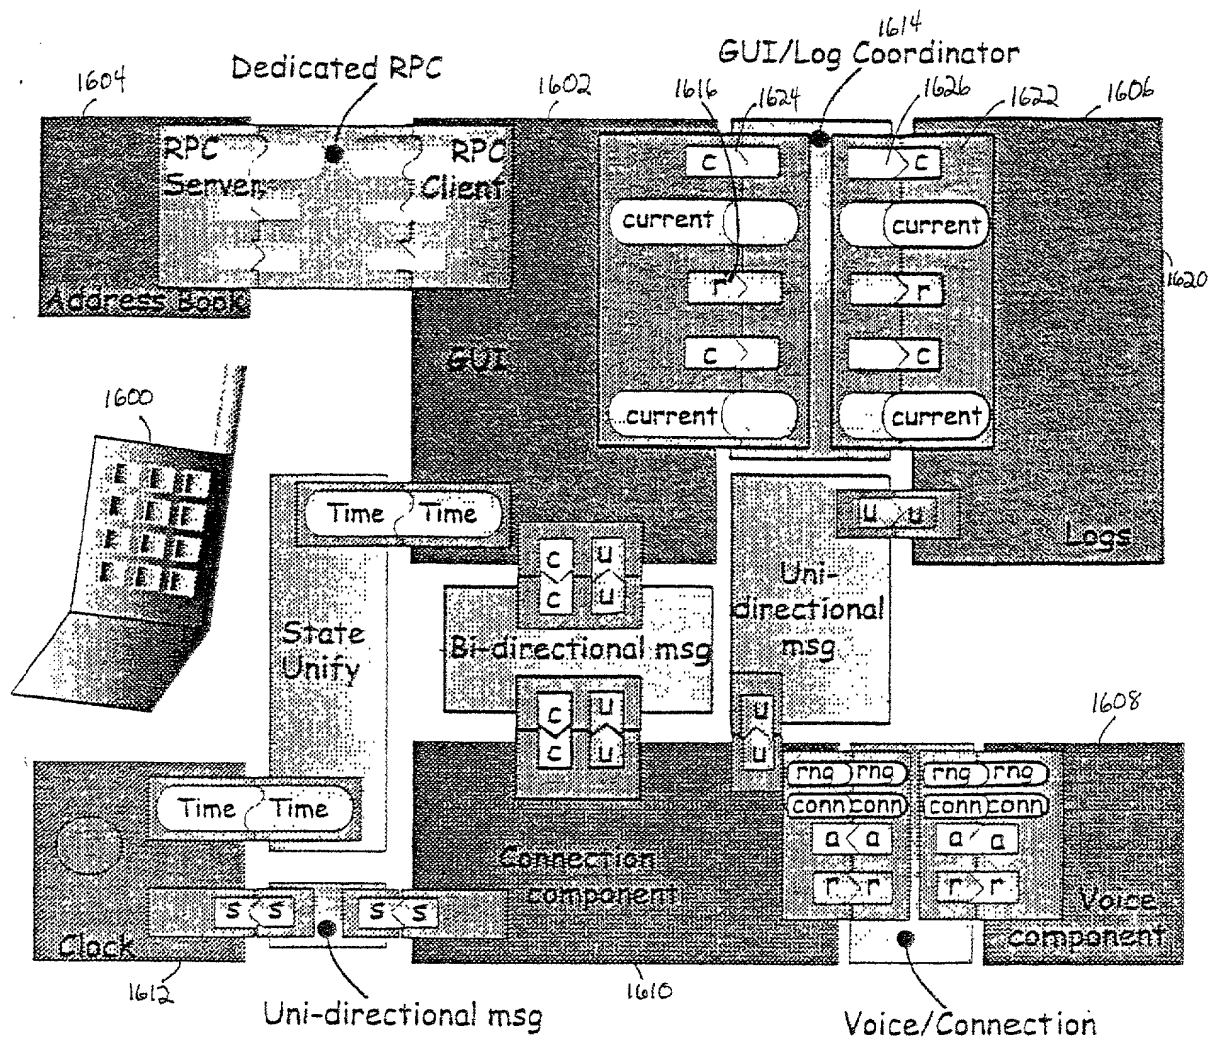 1614
GUI/Log Coordinator
Dedicated RPC
1604
1602
1616
1624
1626
1622
1606
RPC
Server
RPC
Client
c
c
current
current
r
r
c
c
current
current
1620
Address Book
GUI
1600
E E E
E E E
E E E
E E E
Time
Time
u
u
Logs
c
u
c
u
Uni-
directional
msg
State
Unify
Bi-directional msg
c
u
c
u
u
u
1608
rng
rng
rng
rng
conn
conn
conn
conn
a
a
a
a
r
r
r
r
Time
Time
Connection
component
Voice
component
s
s
s
s
Clock
1612
1610
Uni-directional msg
Voice/Connection